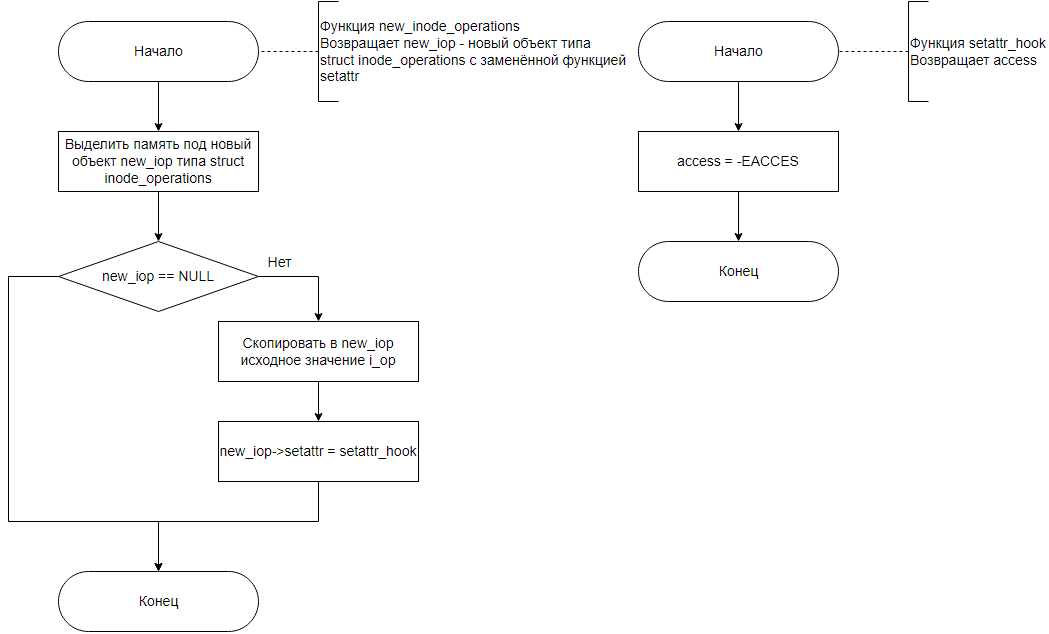 Начало
Функция new_inode_operations
Возвращает new_iop - новый объект типа
struct inode_operations с заменённой функцией
setattr
Выделить память под новый
объект new_iop типа struct
inode_operations
new_iop == NULL
Нет
Скопировать в new_iop
исходное значение i_op
new_iop->setattr = setattr_hook
Конец
Начало
Функция setattr_hook
Возвращает access
access = -EACCES
Конец